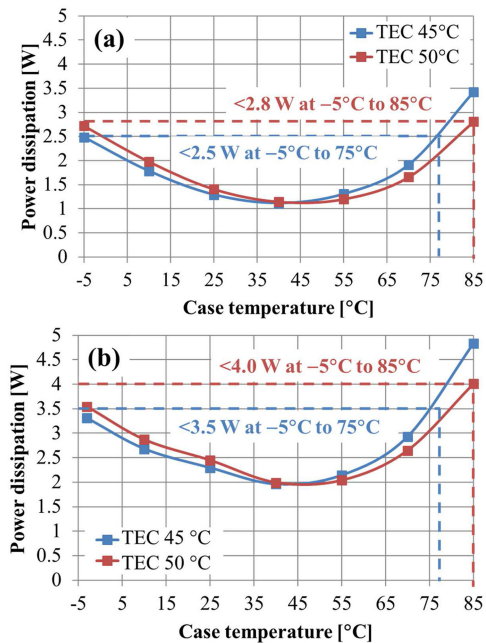 (a)
TEC 45°C
TEC 50°C
<2.8 W at −5°C to 85°C
<2.5 W at −5°C to 75°C
Power dissipation [W]
5
4.5
4
3.5
3
2.5
2
1.5
1
0.5
0
-5 5 15 25 35 45 55 65 75 85
Case temperature [°C]
(b)
<4.0 W at −5°C to 85°C
<3.5 W at −5°C to 75°C
TEC 45 °C
TEC 50 °C
Power dissipation [W]
5
4.5
4
3.5
3
2.5
2
1.5
1
0.5
0
-5 5 15 25 35 45 55 65 75 85
Case temperature [°C]